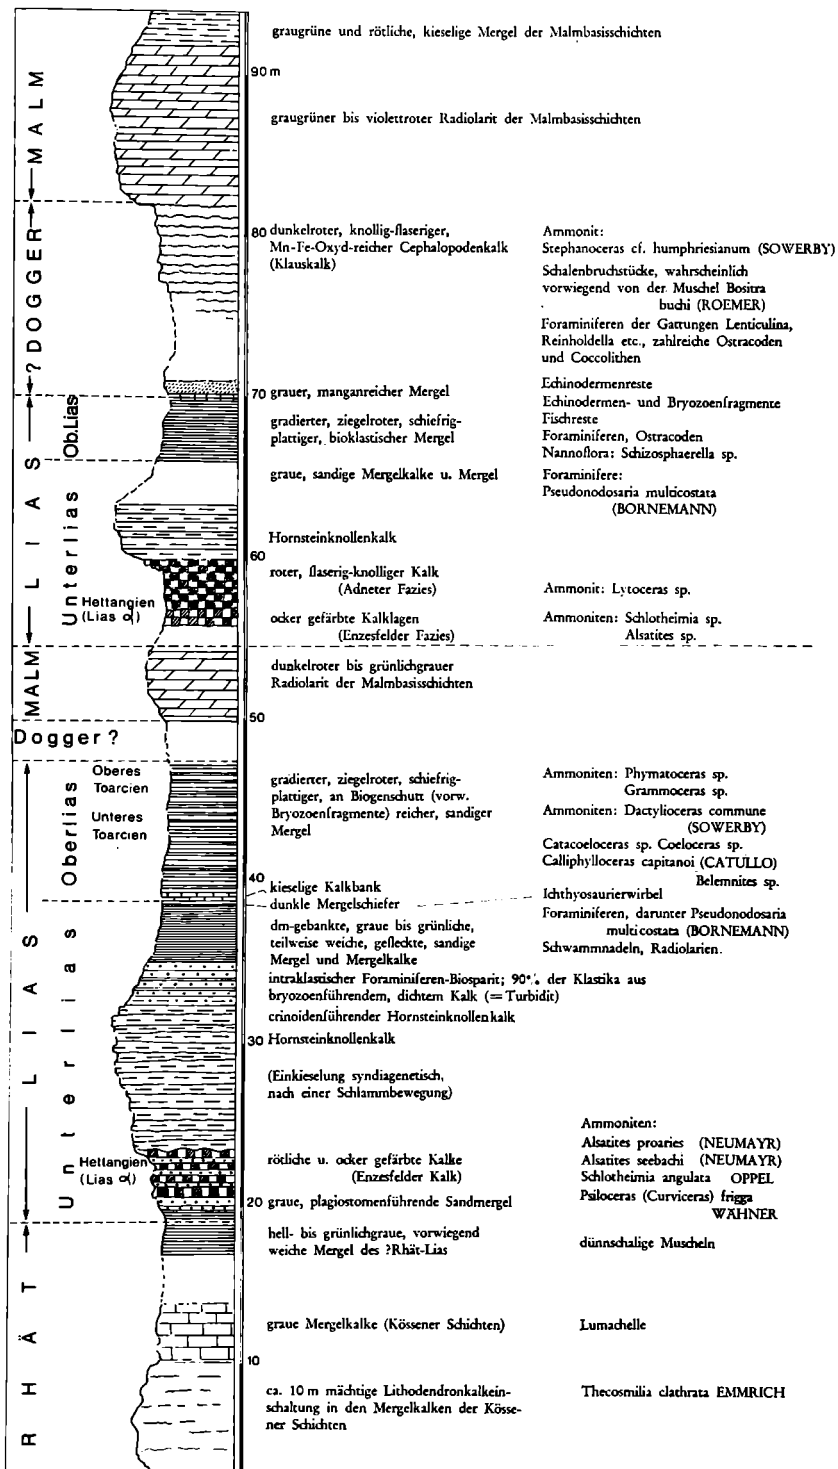 graugrüne und rötliche, kieselige Mergel der Malmbasisschichten
90 m
MALM
graugrüner bis violettroter Radiolarit der Malmbasisschichten
? DOGGER
80 dunkelroter, knollig-flaseriger,
Mn-Fe-Oxyd-reicher Cephalopodenkalk
(Klauskalk)
Ammonit:
Stephanoceras cf. humphriesianum (SOWERBY)
Schalenbruchstücke, wahrscheinlich
vorwiegend von der Muschel Bositra
buchi (ROEMER)
Foraminiferen der Gattungen Lenticulina,
Reinholdella etc., zahlreiche Ostracoden
und Coccolithen
70 grauer, manganreicher Mergel
Echinodermenreste
LIAS
Ob.Lias
gradierter, ziegelroter, schiefrig-
plattiger, bioklastischer Mergel
Echinodermen- und Bryozoenfragmente
Fischreste
Foraminiferen, Ostracoden
Nannoflora: Schizosphaerella sp.
Unterlias
graue, sandige Mergelkalke u. Mergel
Foraminifere:
Pseudonodosaria multicostata
(BORNEMANN)
Hornsteinknollenkalk
60
roter, flaserig-knolliger Kalk
(Adneter Fazies)
Ammonit: Lytoceras sp.
Hettangien
(Lias α)
ocker gefärbte Kalklagen
(Enzesfelder Fazies)
Ammoniten: Schlotheimia sp.
Alsatites sp.
MALM
dunkelroter bis grünlichgrauer
Radiolarit der Malmbasisschichten
50
Dogger ?
LIAS
Oberlias
Oberes
Toarcien
Unteres
Toarcien
gradierter, ziegelroter, schiefrig-
plattiger, an Biogenschutt (vorw.
Bryozoenfragmente) reicher, sandiger
Mergel
Ammoniten: Phymatoceras sp.
Grammoceras sp.
Ammoniten: Dactylioceras commune
(SOWERBY)
Catacoeloceras sp. Coeloceras sp.
Calliphylloceras capitanoi (CATULLO)
Belemnites sp.
40
kieselige Kalkbank
dunkle Mergelschiefer
Ichthyosaurierwirbel
Unterlias
dm-gebankte, graue bis grünliche,
teilweise weiche, gefleckte, sandige
Mergel und Mergelkalke
Foraminiferen, darunter Pseudonodosaria
multicostata (BORNEMANN)
Schwammnadeln, Radiolarien.
intraklastischer Foraminiferen-Biosparit; 90% der Klastika aus
bryozoenführendem, dichtem Kalk (= Turbidit)
crinoidenführender Hornsteinknollenkalk
30 Hornsteinknollenkalk
(Einkieselung syndiagenetisch,
nach einer Schlammbewegung)
Hettangien
(Lias α)
rötliche u. ocker gefärbte Kalke
(Enzesfelder Kalk)
Ammoniten:
Alsatites proaries (NEUMAYR)
Alsatites seebachi (NEUMAYR)
Schlotheimia angulata OPPEL
Psiloceras (Curviceras) frigga
WÄHNER
20 graue, plagiostomenführende Sandmergel
RHÄT
hell- bis grünlichgraue, vorwiegend
weiche Mergel des ?Rhät-Lias
dünnschalige Muscheln
graue Mergelkalke (Kössener Schichten)
Lumachelle
10
ca. 10 m mächtige Lithodendronkalkein-
schaltung in den Mergelkalken der Kösse-
ner Schichten
Thecosmilia clathrata EMMRICH